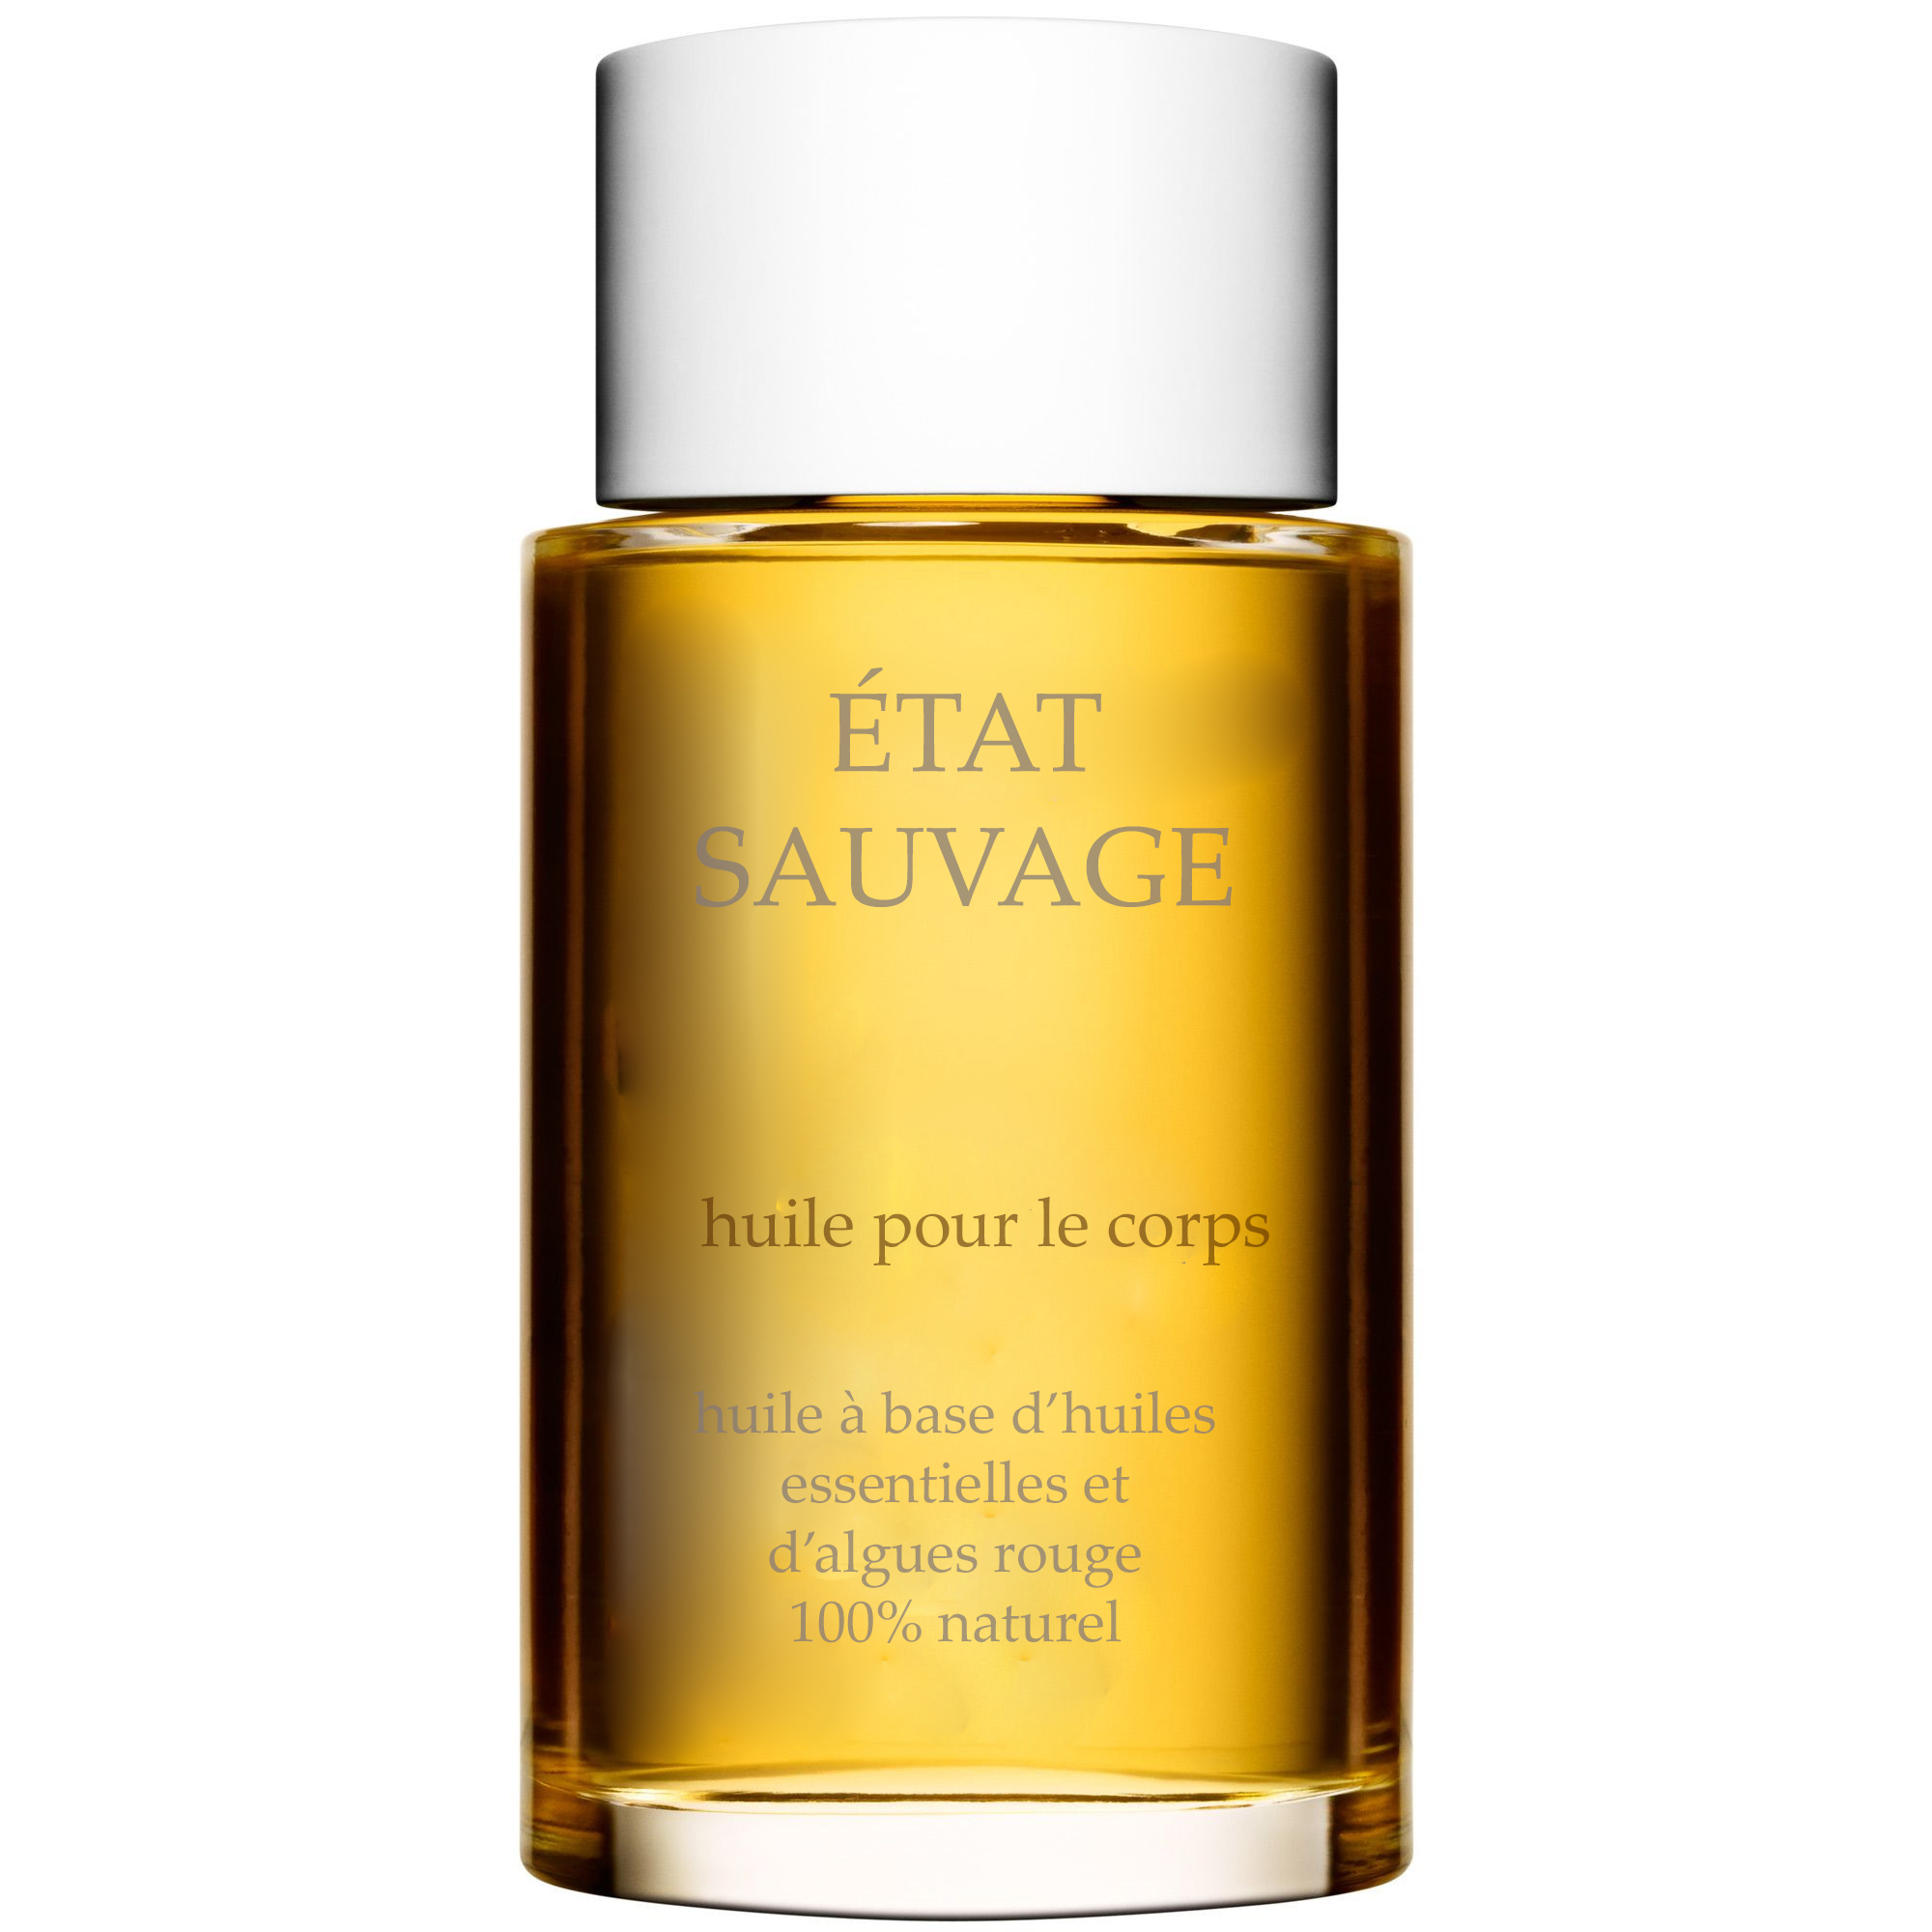 ÉTAT
SAUVAGE
huile pour le corps
huile à base d’huiles
essentielles et
d’algues rouge
100% naturel